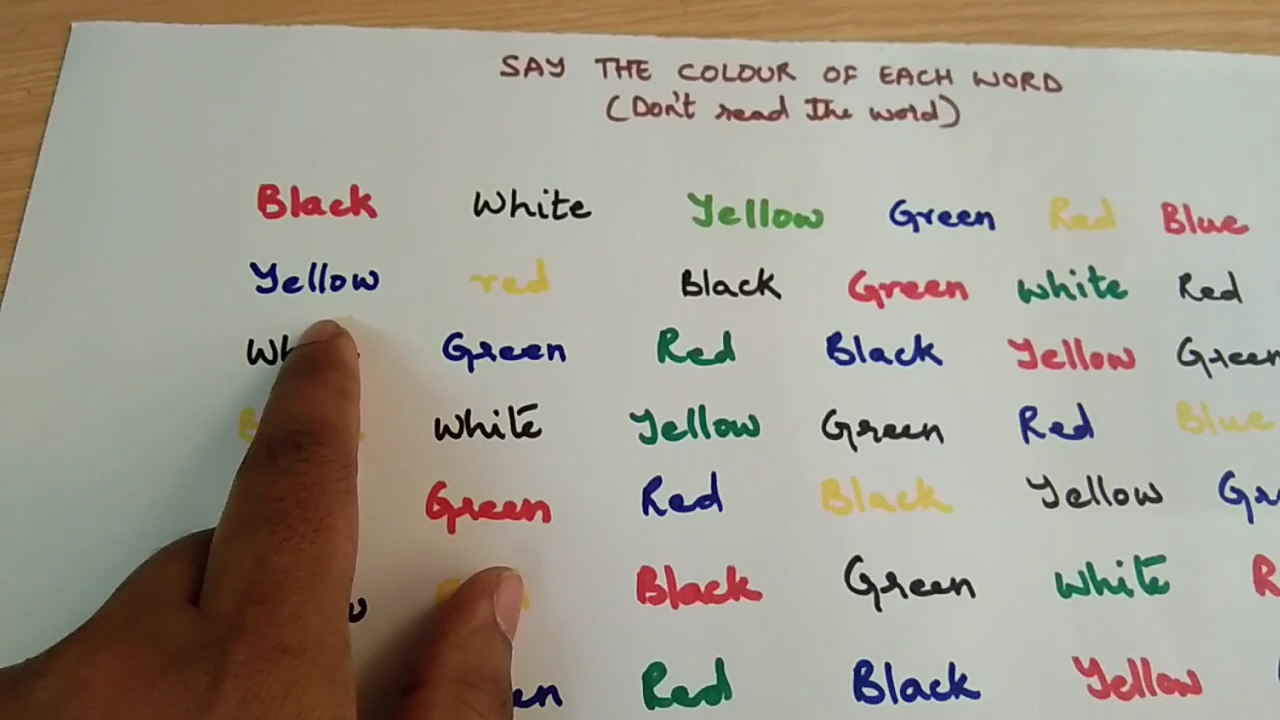 SAY THE COLOUR OF EACH WORD
(Don't read The word)
Black White Yellow Green Red Blue
Yellow red Black Green White Red
Green Red Black Yellow Green
White Yellow Green Red Blue
Green Red Black Yellow
Black Green White
Red Black Yellow